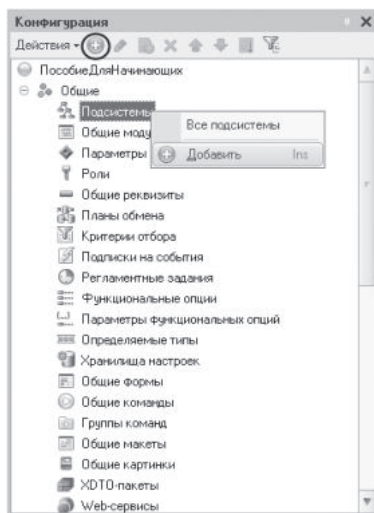 Конфигурация
Действия
ПособиеДляНачинающих
Общие
Подсистемы
Все подсистемы
Общие моду
Добавить Ins
Параметры
Роли
Общие реквизиты
Планы обмена
Критерии отбора
Подписки на события
Регламентные задания
Функциональные опции
Параметры функциональных опций
Определяемые типы
Хранилища настроек
Общие формы
Общие команды
Группы команд
Общие макеты
Общие картинки
XDTO-пакеты
Web-сервисы